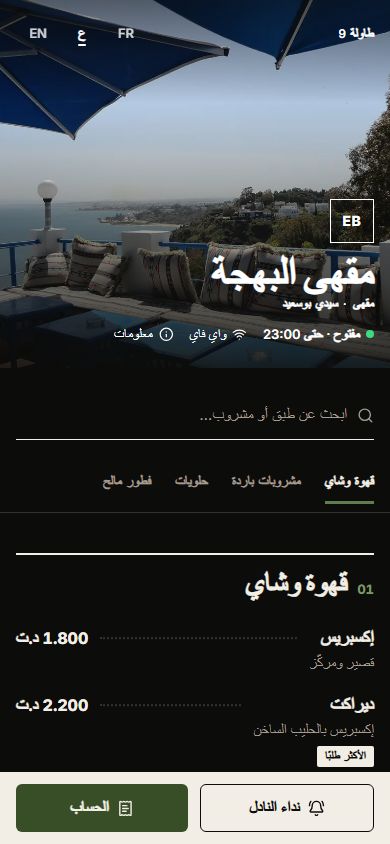 طاولة 9
FR
ع
EN
EB
مقهى البهجة
مقهى · سيدي بوسعيد
مفتوح · حتى 23:00
واي فاي
معلومات
ابحث عن طبق أو مشروب...
قهوة وشاي
مشروبات باردة
حلويات
فطور مالح
01 قهوة وشاي
إكسبريس 1.800 د.ت
قصير ومركّز
ديراكت 2.200 د.ت
إكسبريس بالحليب الساخن
الأكثر طلبًا
نداء النادل
الحساب